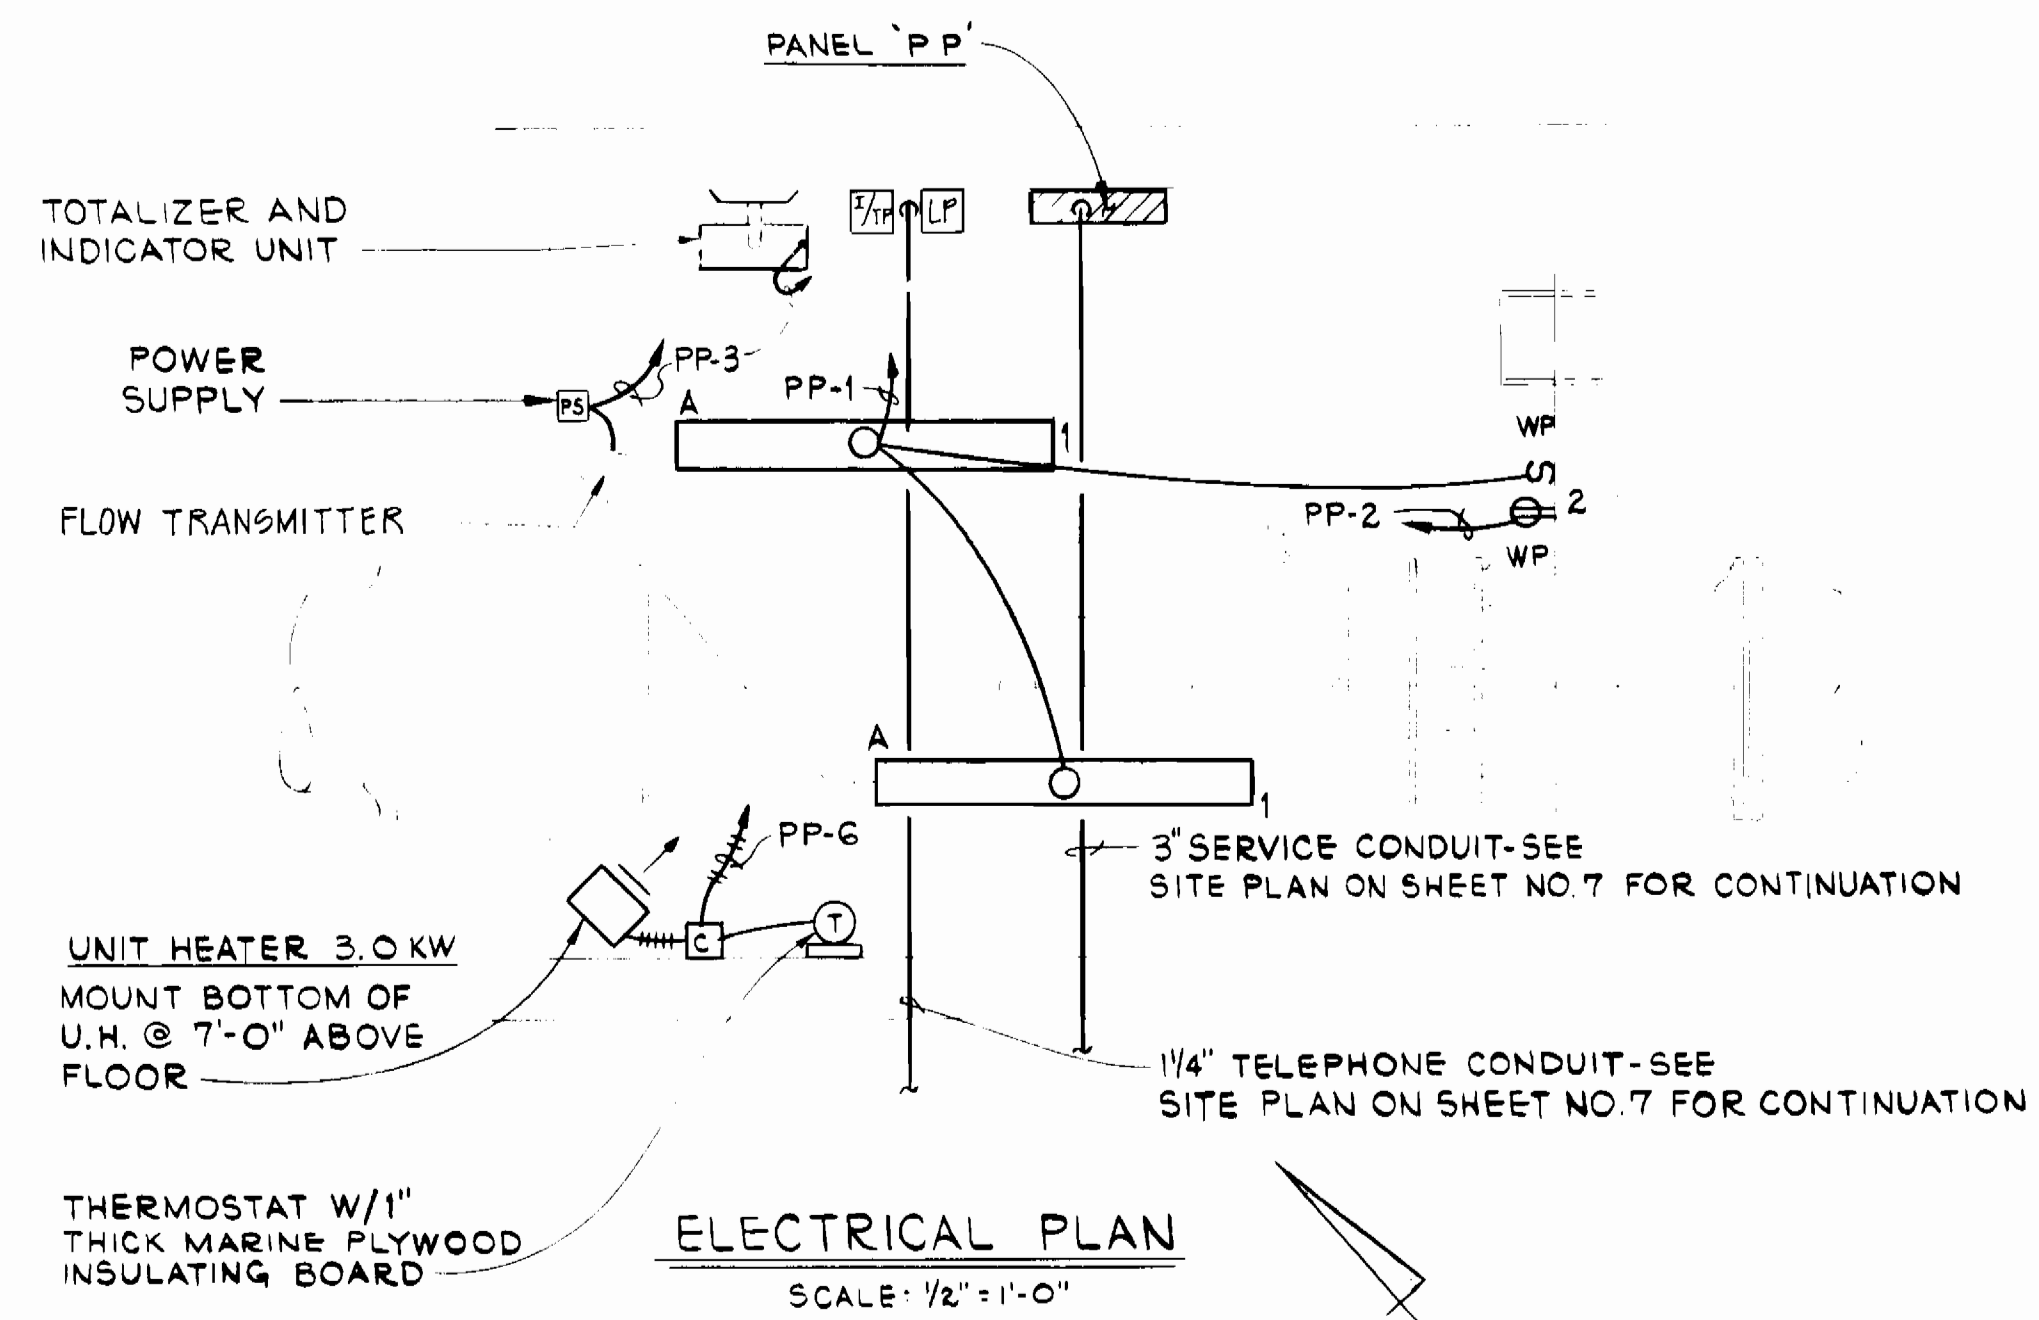 PANEL 'PP'
TOTALIZER AND
INDICATOR UNIT
I/TP
LP
POWER
SUPPLY
PS
PP-3
PP-1
A
1
WP
S
2
PP-2
WP
FLOW TRANSMITTER
A
1
PP-6
3" SERVICE CONDUIT-SEE
SITE PLAN ON SHEET NO. 7 FOR CONTINUATION
C
T
UNIT HEATER 3.0 KW
MOUNT BOTTOM OF
U.H. @ 7'-0" ABOVE
FLOOR
1 1/4" TELEPHONE CONDUIT-SEE
SITE PLAN ON SHEET NO. 7 FOR CONTINUATION
THERMOSTAT W/1"
THICK MARINE PLYWOOD
INSULATING BOARD
ELECTRICAL PLAN
SCALE: 1/2" = 1'-0"